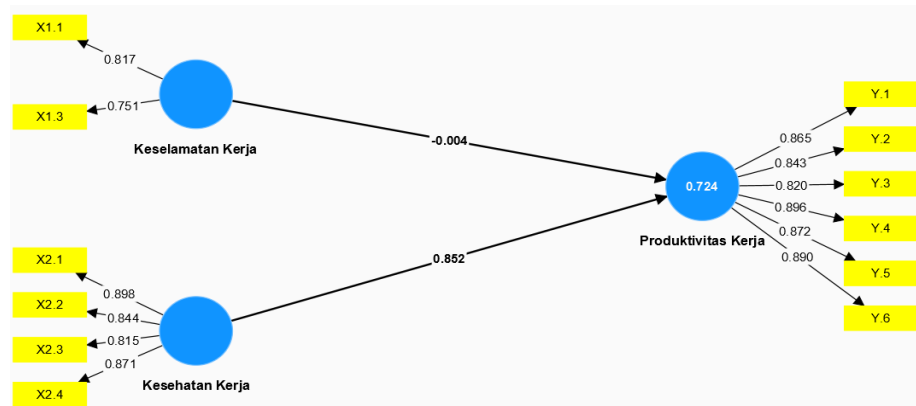 X1.1
0.817
X1.3
0.751
Keselamatan Kerja
-0.004
X2.1
0.898
X2.2
0.844
X2.3
0.815
X2.4
0.871
Kesehatan Kerja
0.852
0.724
Produktivitas Kerja
Y.1
0.865
Y.2
0.843
Y.3
0.820
Y.4
0.896
Y.5
0.872
Y.6
0.890